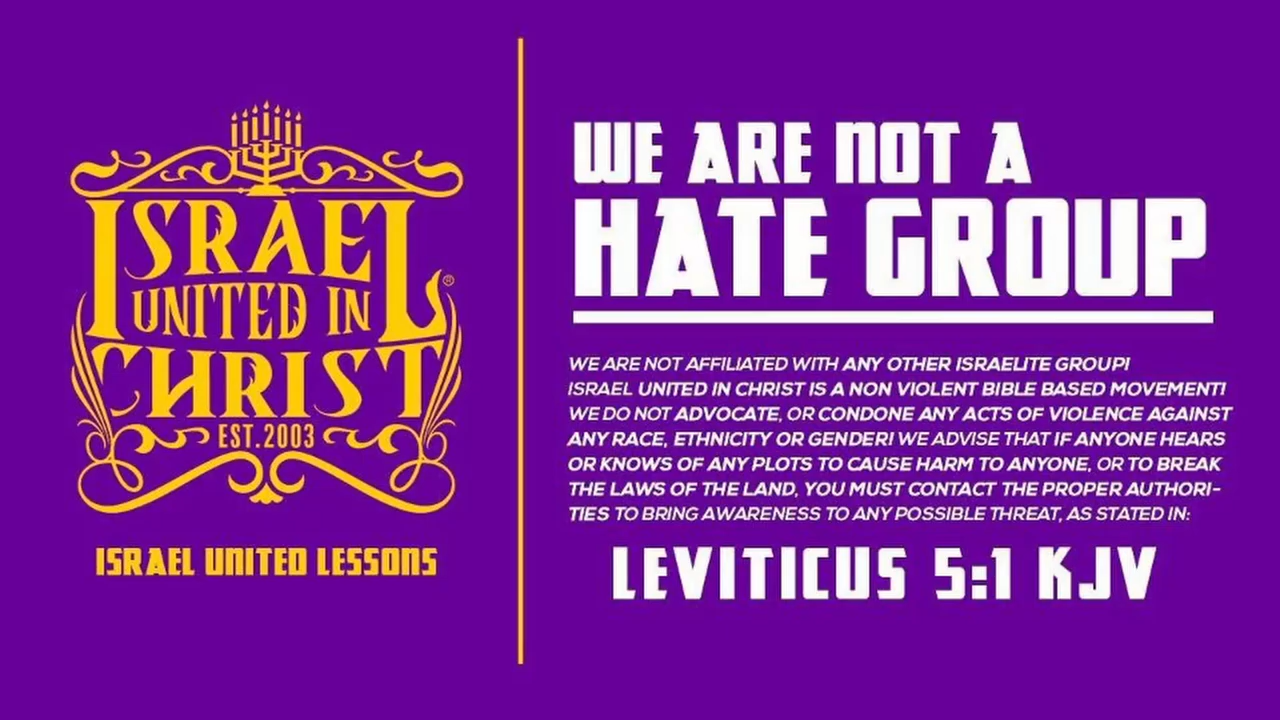 ISRAEL
UNITED IN
CHRIST
EST.2003
ISRAEL UNITED LESSONS
WE ARE NOT A
HATE GROUP
WE ARE NOT AFFILIATED WITH ANY OTHER ISRAELITE GROUP!
ISRAEL UNITED IN CHRIST IS A NON VIOLENT BIBLE BASED MOVEMENT!
WE DO NOT ADVOCATE, OR CONDONE ANY ACTS OF VIOLENCE AGAINST
ANY RACE, ETHNICITY OR GENDER! WE ADVISE THAT IF ANYONE HEARS
OR KNOWS OF ANY PLOTS TO CAUSE HARM TO ANYONE, OR TO BREAK
THE LAWS OF THE LAND, YOU MUST CONTACT THE PROPER AUTHORI-
TIES TO BRING AWARENESS TO ANY POSSIBLE THREAT, AS STATED IN:
LEVITICUS 5:1 KJV